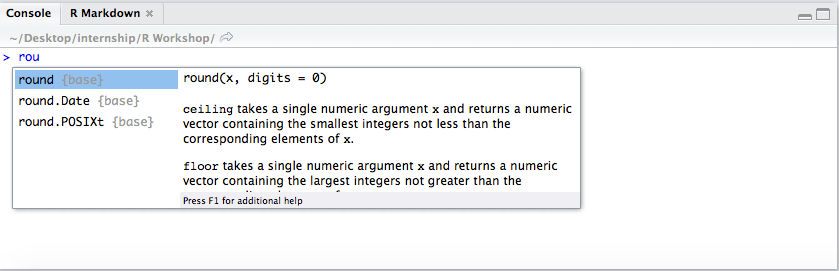 Console R Markdown ×
~/Desktop/internship/R Workshop/
> rou
round {base}
round.Date {base}
round.POSIXt {base}
round(x, digits = 0)
ceiling takes a single numeric argument x and returns a numeric
vector containing the smallest integers not less than the
corresponding elements of x.
floor takes a single numeric argument x and returns a numeric
vector containing the largest integers not greater than the
Press F1 for additional help